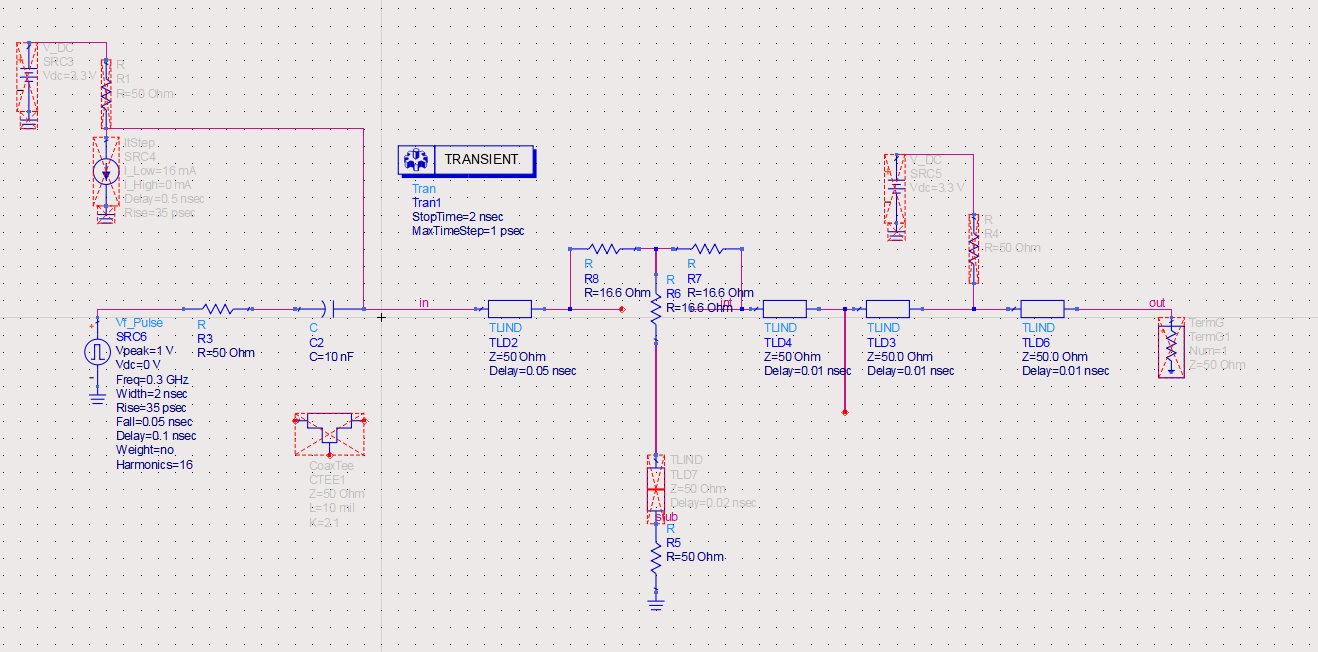 V_DC
SRC3
Vdc=3.3 V
R
R1
R=50 Ohm
ItStep
SRC4
I_Low=16 mA
I_High=0 mA
Delay=0.5 nsec
Rise=35 psec
TRANSIENT
Tran
Tran1
StopTime=2 nsec
MaxTimeStep=1 psec
V_DC
SRC5
Vdc=3.3 V
R
R4
R=50 Ohm
R
R8
R=16.6 Ohm
R
R7
R=16.6 Ohm
R
R6
R=16.6 Ohm
in
int
out
Vf_Pulse
SRC6
Vpeak=1 V
Vdc=0 V
Freq=0.3 GHz
Width=2 nsec
Rise=35 psec
Fall=0.05 nsec
Delay=0.1 nsec
Weight=no
Harmonics=16
R
R3
R=50 Ohm
C
C2
C=10 nF
TLIND
TLD2
Z=50 Ohm
Delay=0.05 nsec
TLIND
TLD4
Z=50 Ohm
Delay=0.01 nsec
TLIND
TLD3
Z=50.0 Ohm
Delay=0.01 nsec
TLIND
TLD6
Z=50.0 Ohm
Delay=0.01 nsec
TermG
TermG1
Num=1
Z=50 Ohm
CoaxTee
CTEE1
Z=50 Ohm
L=10 mil
K=2.1
TLIND
TLD7
Z=50 Ohm
Delay=0.02 nsec
stub
R
R5
R=50 Ohm